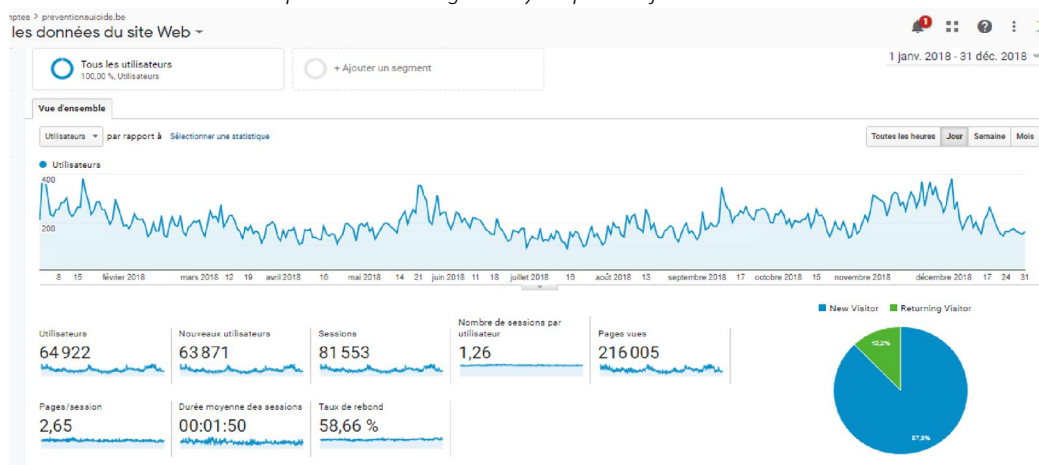 mptes > preventionsuicide.be
les données du site Web
Tous les utilisateurs
100,00 %, Utilisateurs
+ Ajouter un segment
1
1 janv. 2018 - 31 déc. 2018
Vue d'ensemble
Utilisateurs par rapport à Sélectionner une statistique
Toutes les heures Jour Semaine Mois
Utilisateurs
400
200
8 15 février 2018 mars 2018 12 19 avril 2018 16 mai 2018 14 21 juin 2018 11 18 juillet 2018 16 août 2018 13 septembre 2018 17 octobre 2018 15 novembre 2018 décembre 2018 17 24 31
New Visitor Returning Visitor
Utilisateurs
64 922
Nouveaux utilisateurs
63 871
Sessions
81 553
Nombre de sessions par
utilisateur
1,26
Pages vues
216 005
Pages/session
2,65
Durée moyenne des sessions
00:01:50
Taux de rebond
58,66 %
12,2%
87,8%